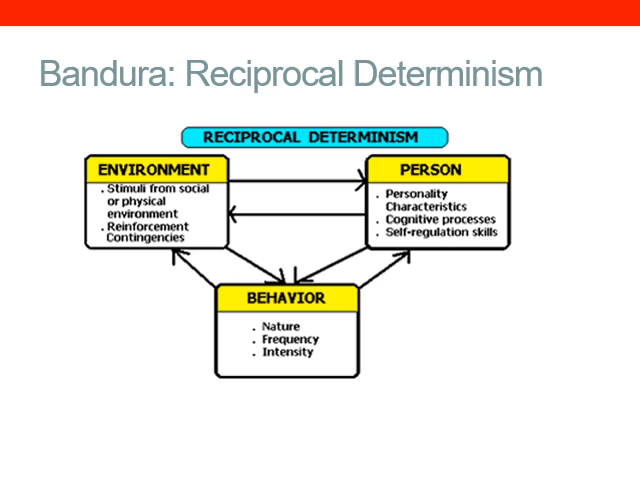 Bandura: Reciprocal Determinism
RECIPROCAL DETERMINISM
ENVIRONMENT
. Stimuli from social
or physical
environment
. Reinforcement
Contingencies
PERSON
. Personality
Characteristics
. Cognitive processes
. Self-regulation skills
BEHAVIOR
. Nature
. Frequency
. Intensity